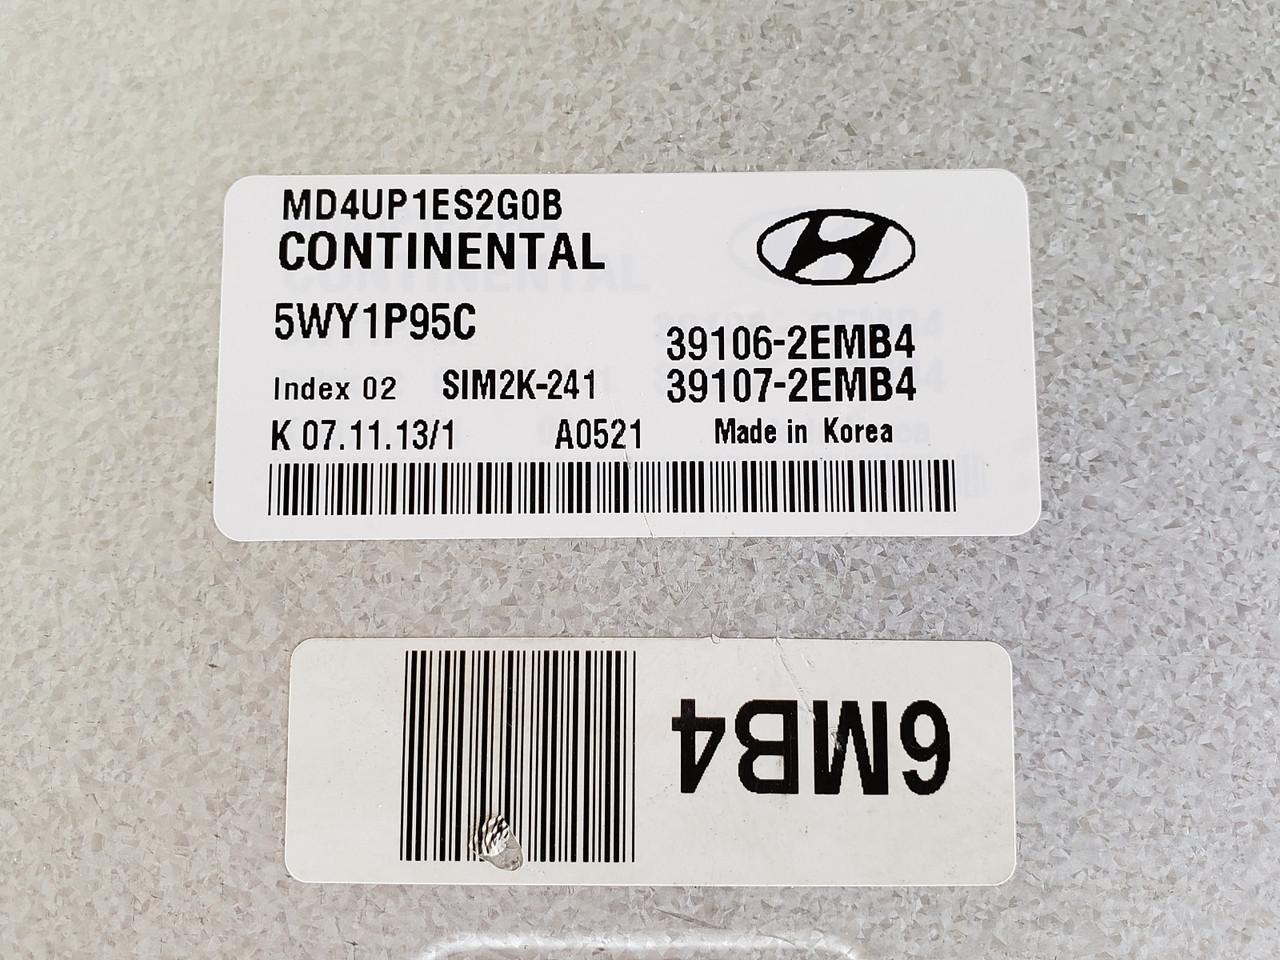 MD4UP1ES2G0B
CONTINENTAL
5WY1P95C
39106-2EMB4
Index 02 SIM2K-241 39107-2EMB4
K 07.11.13/1 A0521 Made in Korea
6MB4